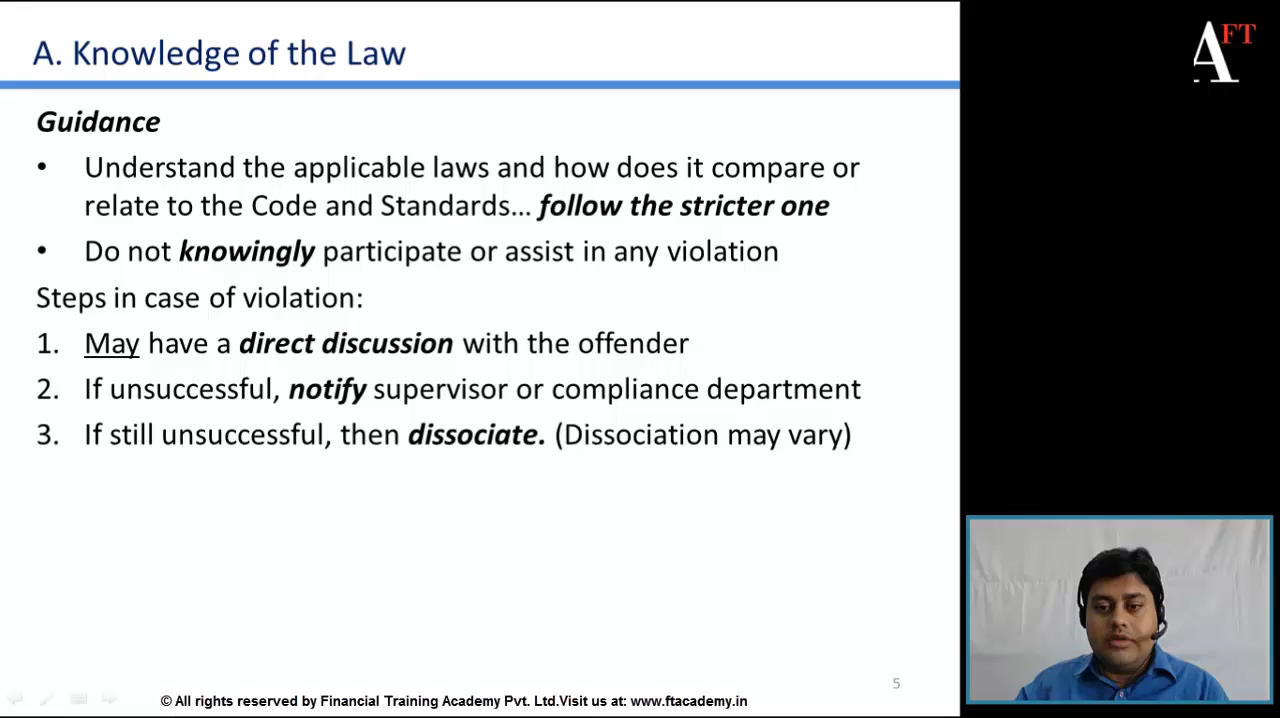 A. Knowledge of the Law
AFT
Guidance
• Understand the applicable laws and how does it compare or
relate to the Code and Standards... follow the stricter one
• Do not knowingly participate or assist in any violation
Steps in case of violation:
1. May have a direct discussion with the offender
2. If unsuccessful, notify supervisor or compliance department
3. If still unsuccessful, then dissociate. (Dissociation may vary)
5
© All rights reserved by Financial Training Academy Pvt. Ltd.Visit us at: www.ftacademy.in